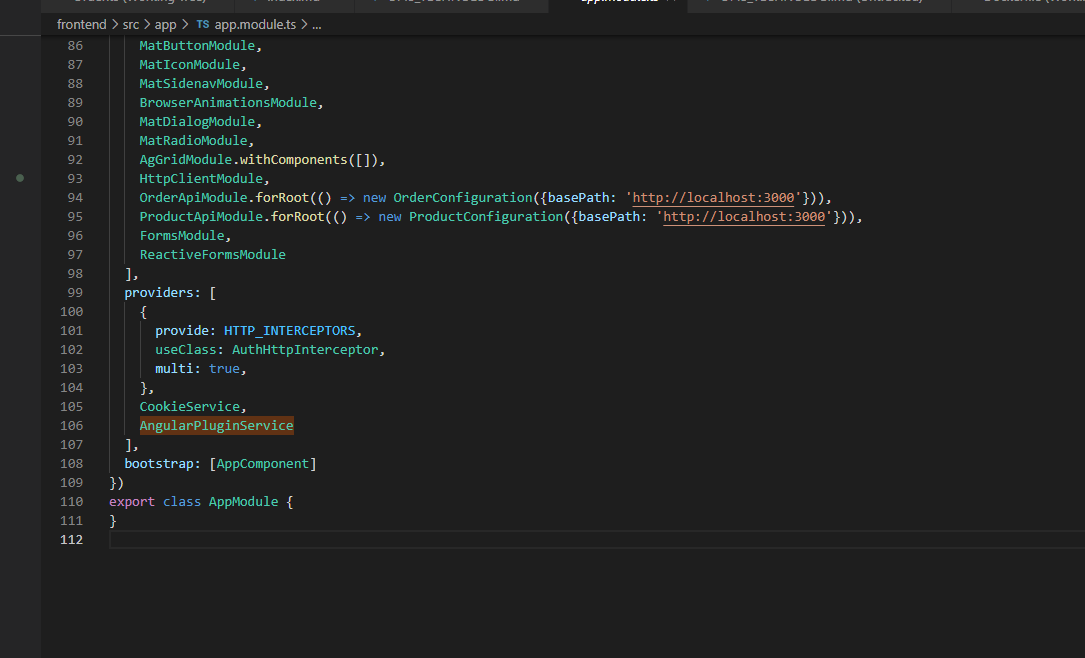 frontend > src > app > TS app.module.ts > ...
86 MatButtonModule,
87 MatIconModule,
88 MatSidenavModule,
89 BrowserAnimationsModule,
90 MatDialogModule,
91 MatRadioModule,
92 AgGridModule.withComponents([]),
93 HttpClientModule,
94 OrderApiModule.forRoot(() => new OrderConfiguration({basePath: 'http://localhost:3000'})),
95 ProductApiModule.forRoot(() => new ProductConfiguration({basePath: 'http://localhost:3000'})),
96 FormsModule,
97 ReactiveFormsModule
98 ],
99 providers: [
100 {
101 provide: HTTP_INTERCEPTORS,
102 useClass: AuthHttpInterceptor,
103 multi: true,
104 },
105 CookieService,
106 AngularPluginService
107 ],
108 bootstrap: [AppComponent]
109 })
110 export class AppModule {
111 }
112